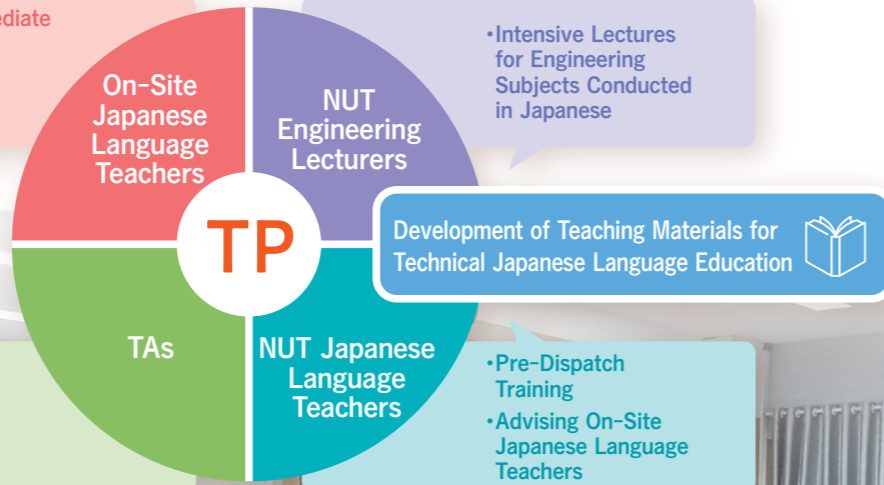 ediate
On-Site
Japanese
Language
Teachers
NUT
Engineering
Lecturers
・Intensive Lectures
for Engineering
Subjects Conducted
in Japanese
TP
Development of Teaching Materials for
Technical Japanese Language Education
TAs
NUT Japanese
Language
Teachers
・Pre-Dispatch
Training
・Advising On-Site
Japanese Language
Teachers